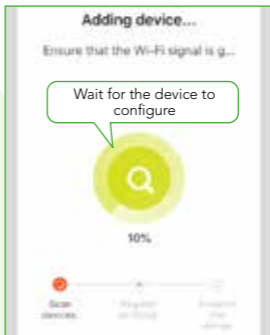 Adding device...
Ensure that the Wi-Fi signal is g...
Wait for the device to
configure
10%
Scan
devices